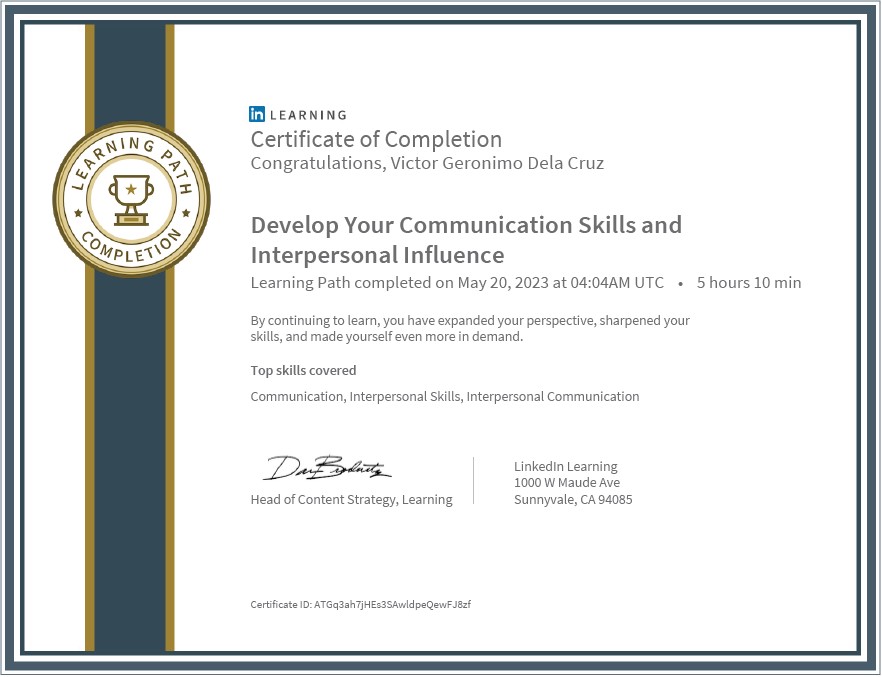 LEARNING PATH
COMPLETION
in LEARNING
Certificate of Completion
Congratulations, Victor Geronimo Dela Cruz
Develop Your Communication Skills and
Interpersonal Influence
Learning Path completed on May 20, 2023 at 04:04AM UTC • 5 hours 10 min
By continuing to learn, you have expanded your perspective, sharpened your
skills, and made yourself even more in demand.
Top skills covered
Communication, Interpersonal Skills, Interpersonal Communication
Head of Content Strategy, Learning
LinkedIn Learning
1000 W Maude Ave
Sunnyvale, CA 94085
Certificate ID: ATGq3ah7jHEs3SAwldpeQewFJ8zf